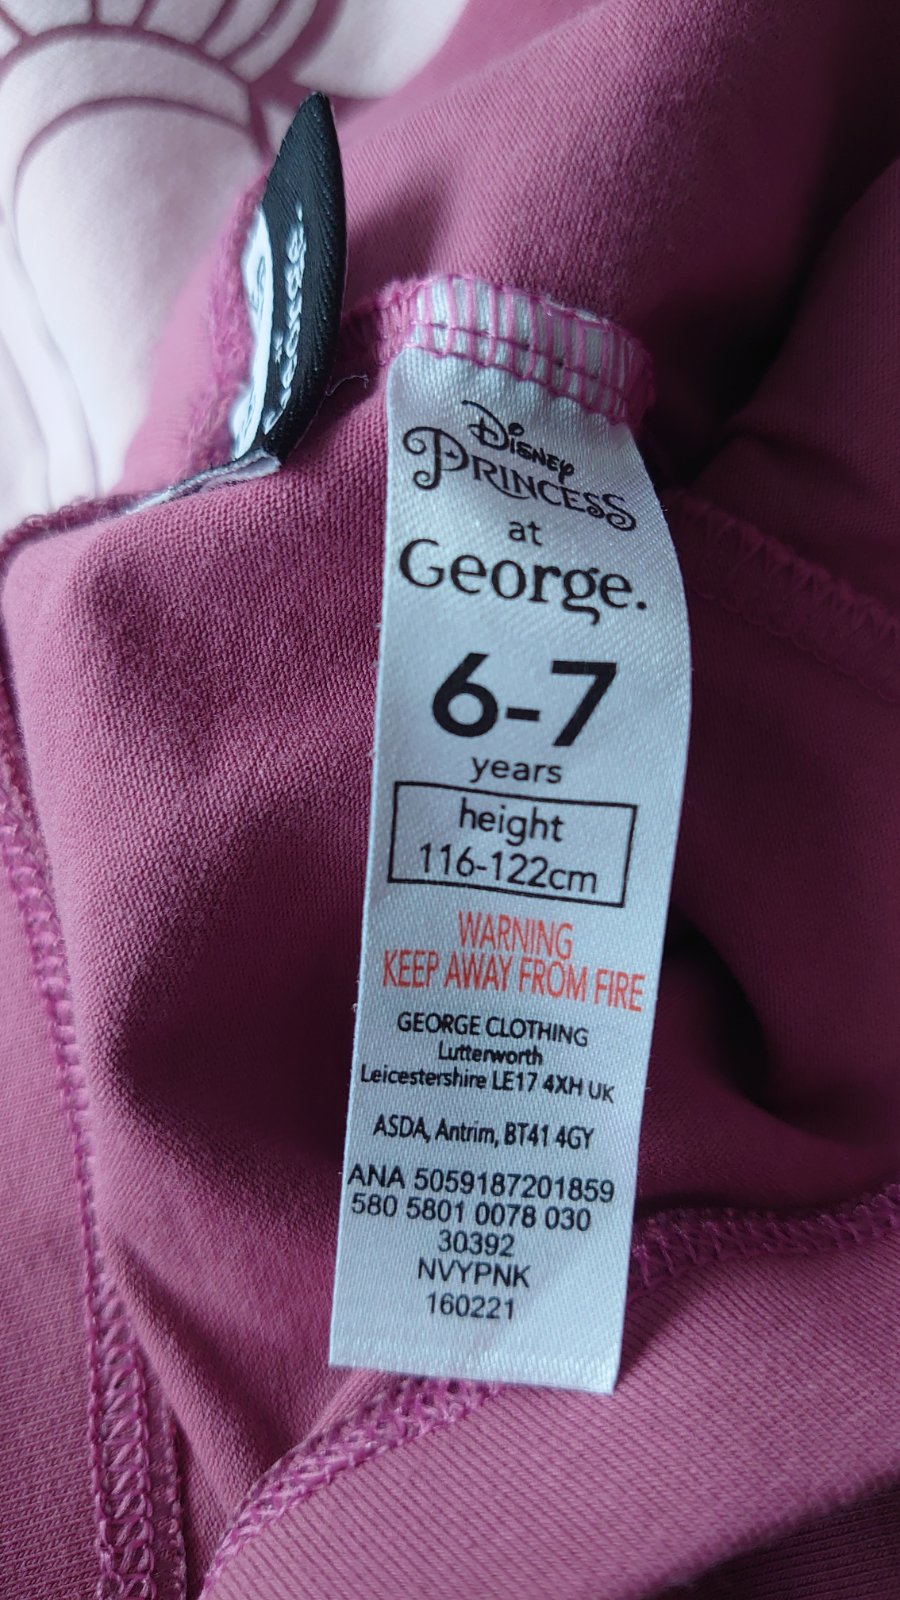 Disney
PRINCESS
at
George.
6-7
years
height
116-122cm
WARNING
KEEP AWAY FROM FIRE
GEORGE CLOTHING
Lutterworth
Leicestershire LE17 4XH UK
ASDA, Antrim, BT41 4GY
ANA 5059187201859
580 5801 0078 030
30392
NVYPNK
160221